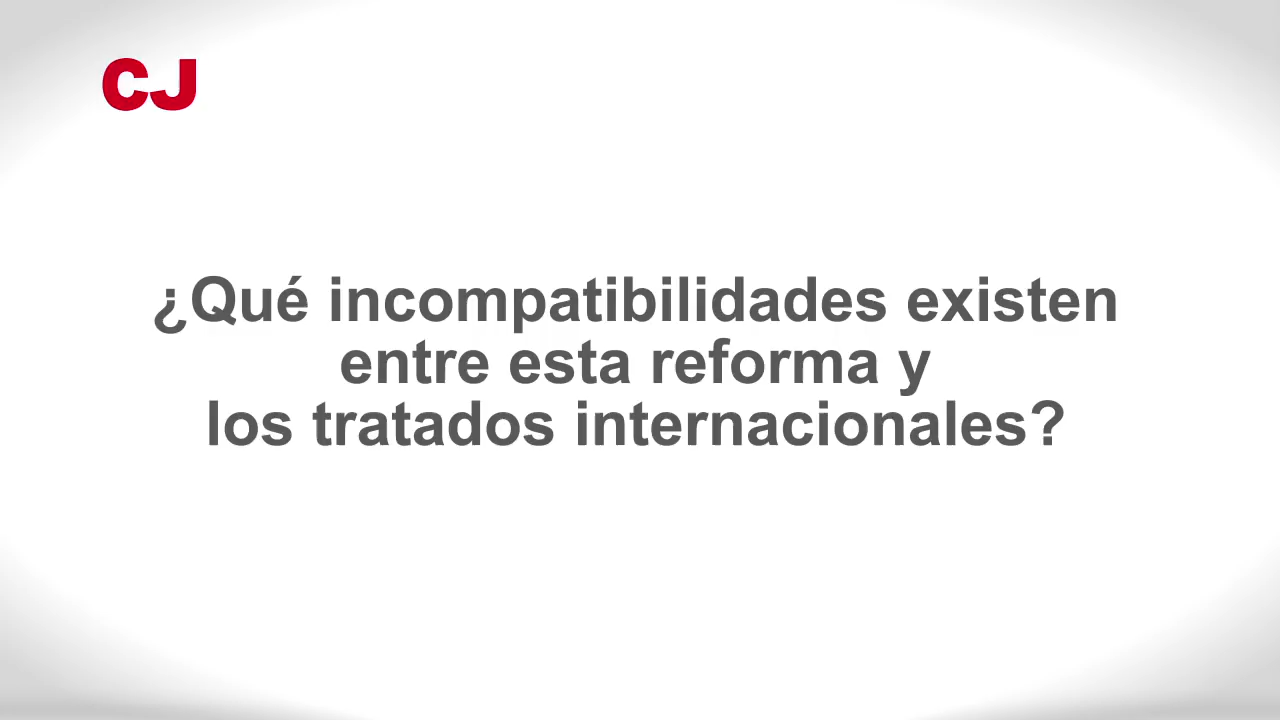 CJ
¿Qué incompatibilidades existen
entre esta reforma y
los tratados internacionales?